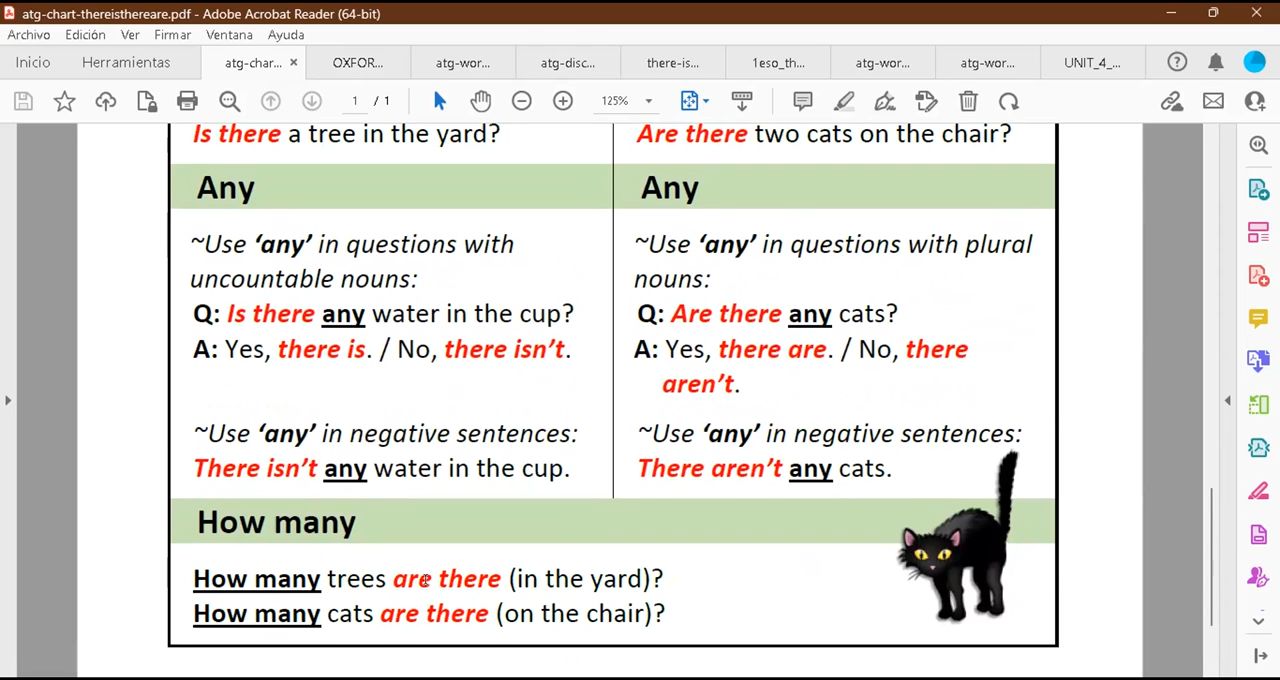 atg-chart-thereisthereare.pdf - Adobe Acrobat Reader (64-bit)
Archivo Edición Ver Firmar Ventana Ayuda
Inicio Herramientas atg-char... × OXFOR... atg-wor... atg-disc... there-is... 1eso_th... atg-wor... atg-wor... UNIT_4_...
1 / 1 125%
Is there a tree in the yard?
Are there two cats on the chair?
Any
Any
~Use ‘any’ in questions with
uncountable nouns:
Q: Is there any water in the cup?
A: Yes, there is. / No, there isn’t.
~Use ‘any’ in negative sentences:
There isn’t any water in the cup.
~Use ‘any’ in questions with plural
nouns:
Q: Are there any cats?
A: Yes, there are. / No, there
aren’t.
~Use ‘any’ in negative sentences:
There aren’t any cats.
How many
How many trees are there (in the yard)?
How many cats are there (on the chair)?